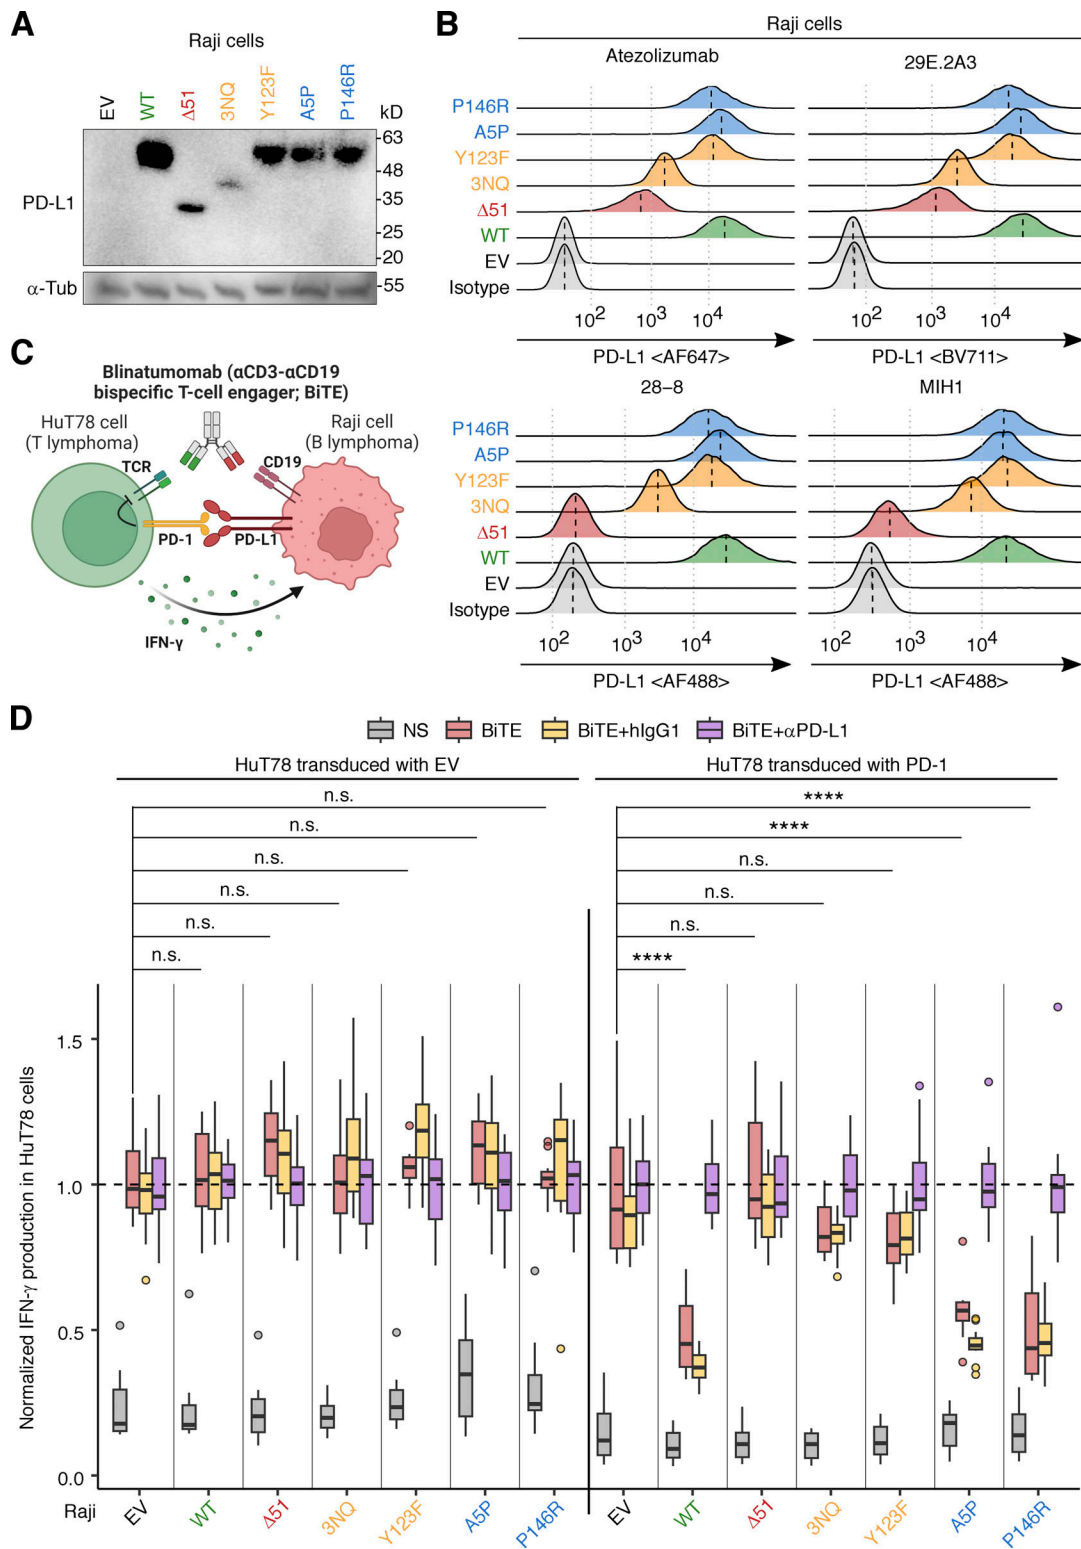 A
Raji cells
EV
WT
Δ51
3NQ
Y123F
A5P
P146R
kD
63
48
35
25
20
PD-L1
α-Tub
55
B
Raji cells
Atezolizumab
29E.2A3
P146R
A5P
Y123F
3NQ
Δ51
WT
EV
Isotype
10² 10³ 10⁴
10² 10³ 10⁴
PD-L1 <AF647>
PD-L1 <BV711>
28–8
MIH1
P146R
A5P
Y123F
3NQ
Δ51
WT
EV
Isotype
10² 10³ 10⁴
10² 10³ 10⁴
PD-L1 <AF488>
PD-L1 <AF488>
C
Blinatumomab (αCD3-αCD19
bispecific T-cell engager; BiTE)
HuT78 cell
(T lymphoma)
Raji cell
(B lymphoma)
TCR
CD19
PD-1
PD-L1
IFN-γ
D
NS
BiTE
BiTE+hIgG1
BiTE+αPD-L1
HuT78 transduced with EV
HuT78 transduced with PD-1
n.s.
n.s.
n.s.
n.s.
n.s.
n.s.
****
****
n.s.
n.s.
n.s.
****
Normalized IFN-γ production in HuT78 cells
1.5
1.0
0.5
0.0
Raji
EV
WT
Δ51
3NQ
Y123F
A5P
P146R
EV
WT
Δ51
3NQ
Y123F
A5P
P146R